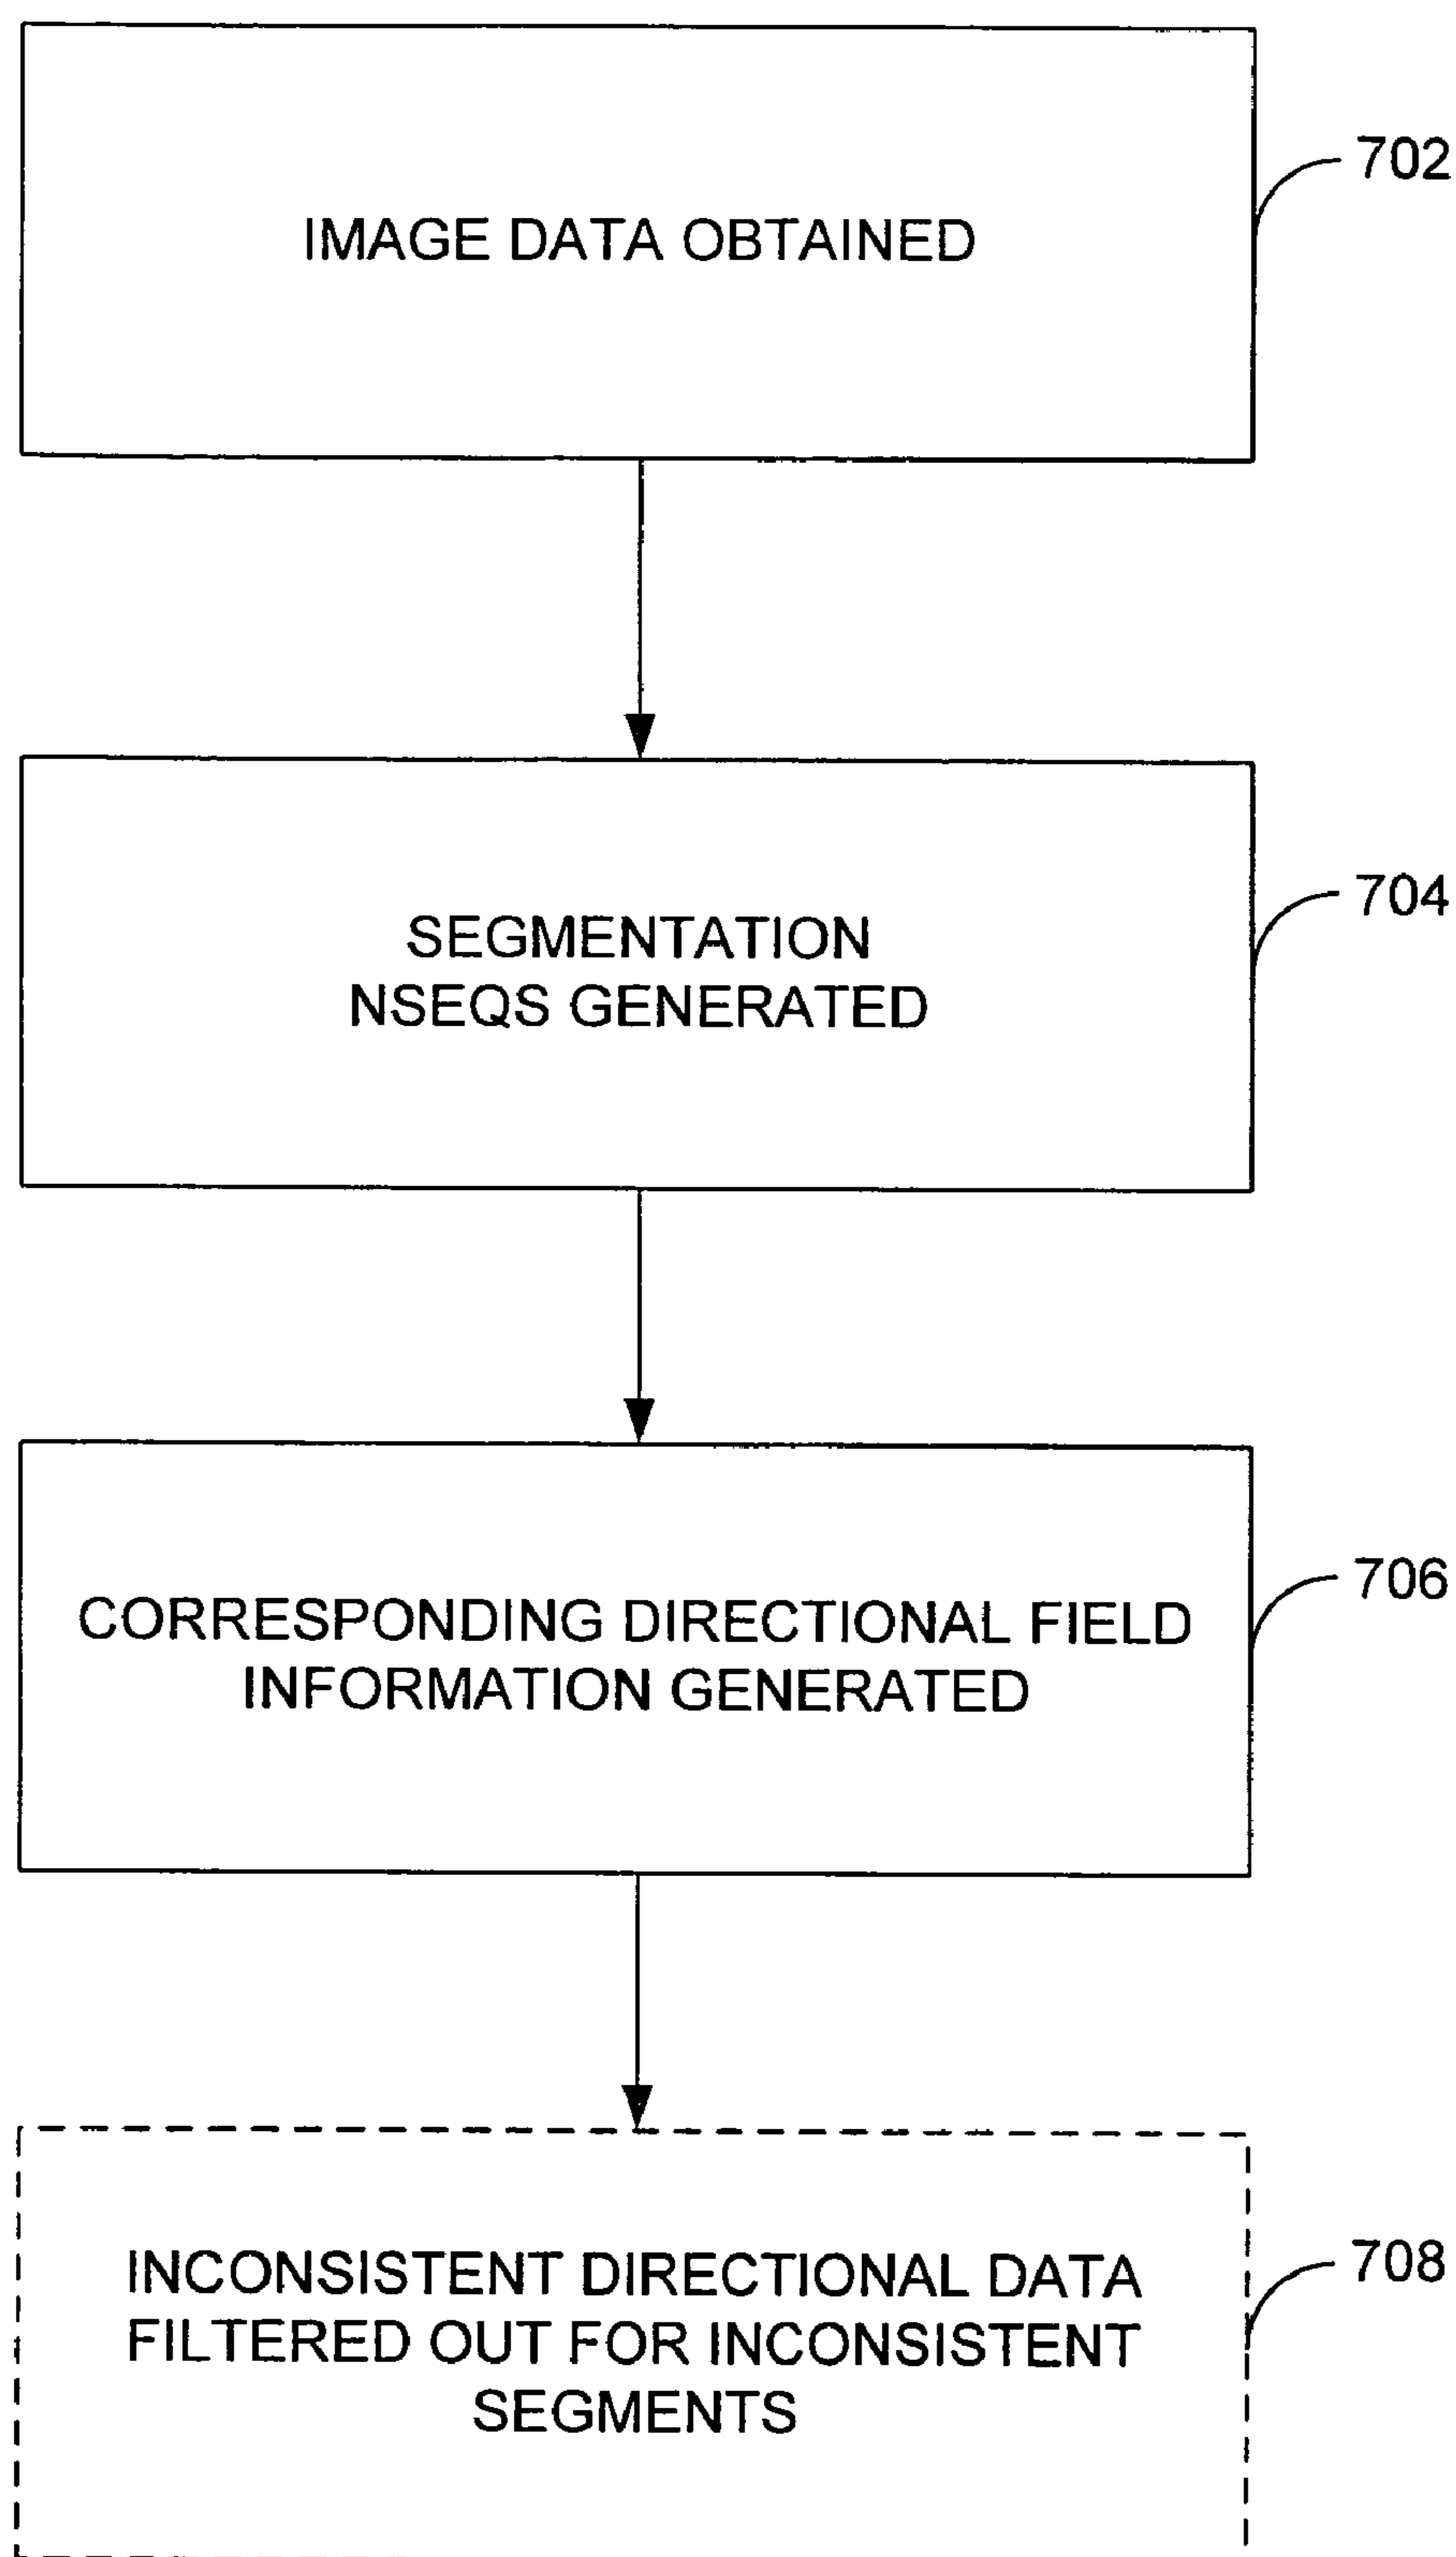 IMAGE DATA OBTAINED
702
SEGMENTATION
NSEQS GENERATED
704
CORRESPONDING DIRECTIONAL FIELD
INFORMATION GENERATED
706
INCONSISTENT DIRECTIONAL DATA
FILTERED OUT FOR INCONSISTENT
SEGMENTS
708